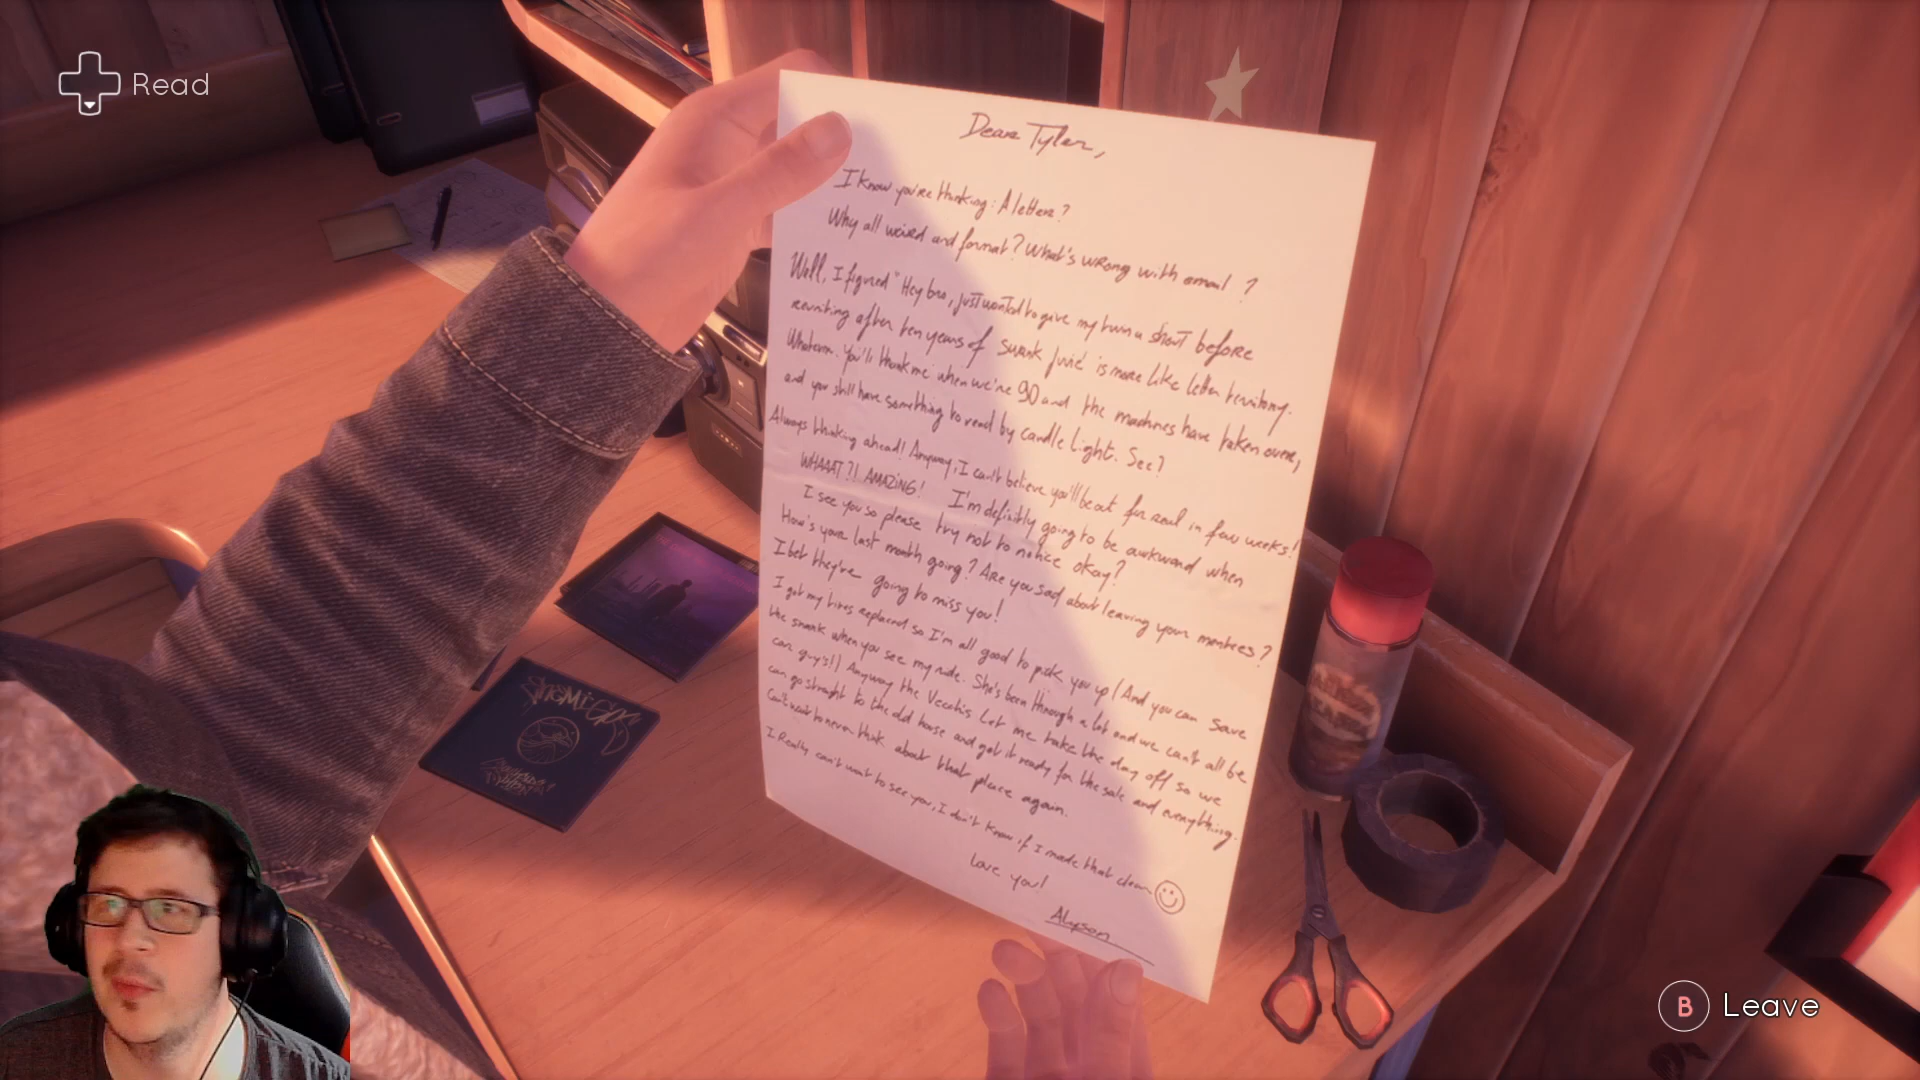 Read
Dear Tyler,
I know you're thinking: A letter?
Why all weird and format? What's wrong with email ?
Well, I figured "Hey bro, just wanted to give my twin a shout before
reuniting after ten years of swank juvie' is more like letter territory.
Whatever. You'll thank me when we're 90 and the machines have taken over,
and you still have something to read by candle light. See?
Always thinking ahead! Anyway, I can't believe you'll be out for real in few weeks!
WHAAAT?! AMAZING! I'm definitly going to be awkward when
I see you so please try not to notice okay?
How's your last month going? Are you sad about leaving your mentees?
I bet they're going to miss you!
I got my tires replaced so I'm all good to pick you up (And you can save
the snark when you see my ride. She's been through a lot and we can't all be
car guys!) Anyway the Vecchis let me take the day off so we
can go straight to the old house and get it ready for the sale and everything.
Can't wait to never think about that place again.
I Really can't wait to see you, I don't know if I made that clear
Love you!
Alyson
B Leave